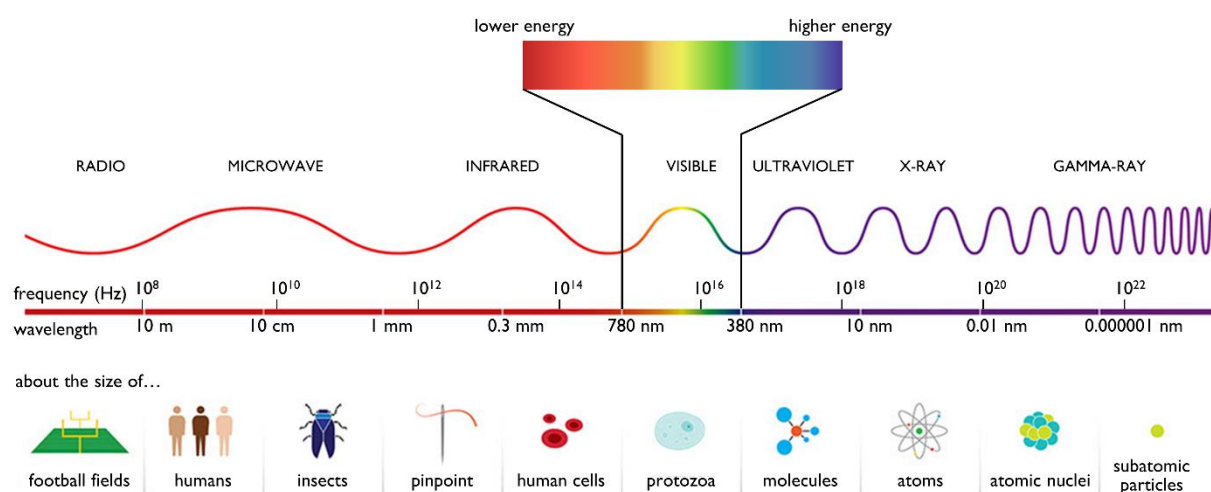 lower energy higher energy
RADIO MICROWAVE INFRARED VISIBLE ULTRAVIOLET X-RAY GAMMA-RAY
frequency (Hz) 10⁸ 10¹⁰ 10¹² 10¹⁴ 10¹⁶ 10¹⁸ 10²⁰ 10²²
wavelength 10 m 10 cm 1 mm 0.3 mm 780 nm 380 nm 10 nm 0.01 nm 0.000001 nm
about the size of...
football fields humans insects pinpoint human cells protozoa molecules atoms atomic nuclei subatomic
particles